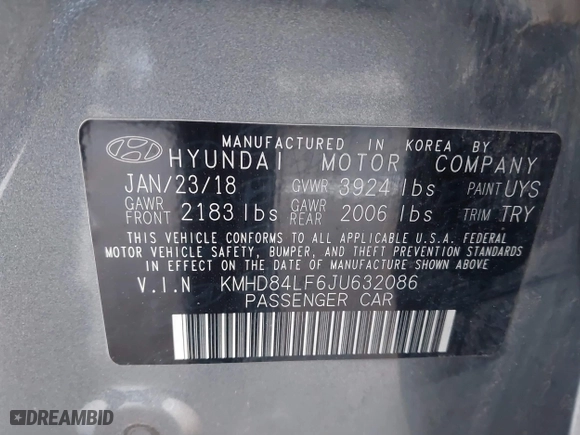 MANUFACTURED IN KOREA BY
HYUNDAI MOTOR COMPANY
JAN/23/18 GVWR 3924 lbs PAINT UYS
GAWR FRONT 2183 lbs GAWR REAR 2006 lbs TRIM TRY
THIS VEHICLE CONFORMS TO ALL APPLICABLE U.S.A. FEDERAL
MOTOR VEHICLE SAFETY, BUMPER, AND THEFT PREVENTION
STANDARDS IN EFFECT ON THE DATE OF MANUFACTURE SHOWN ABOVE
V.I.N KMHD84LF6JU632086
PASSENGER CAR
DREAMBID